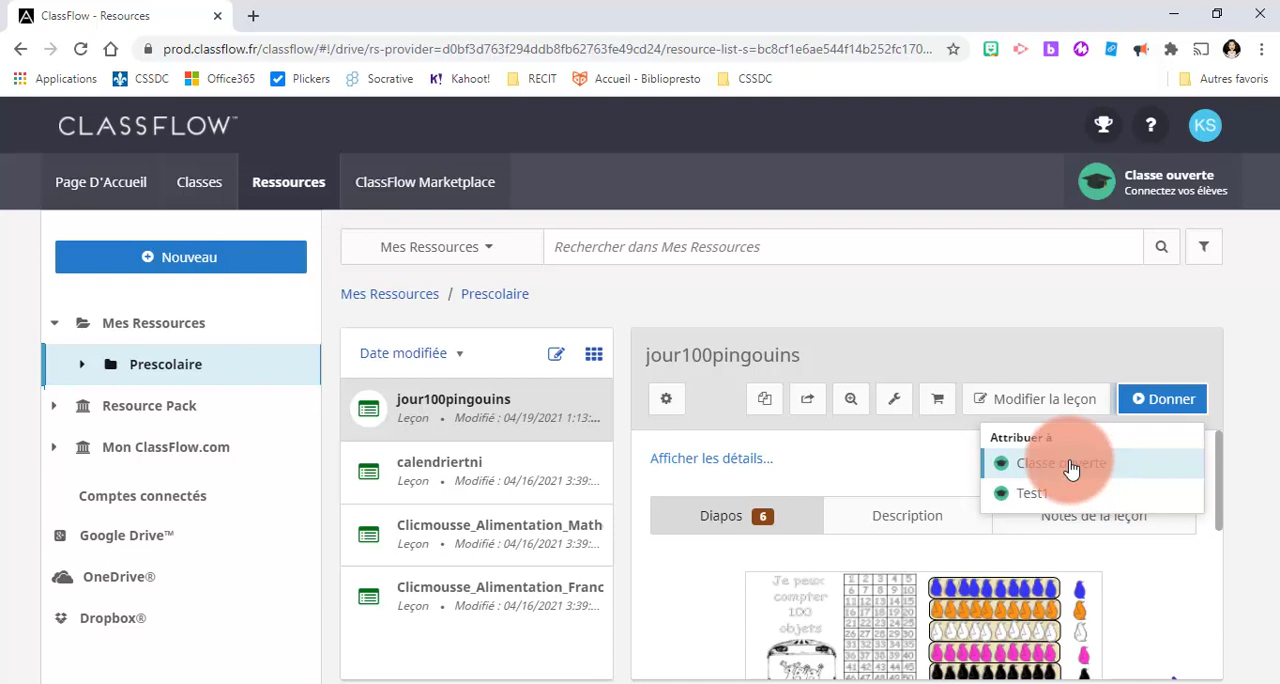 ClassFlow - Resources
prod.classflow.fr/classflow/#!/drive/rs-provider=d0bf3d763f294ddb8fb62763fe49cd24/resource-list-s=bc8cf1e6ae544f14b252fc170...
Applications CSSDC Office365 Plickers Socrative Kahoot! RECIT Accueil - Bibliopresto CSSDC Autres favoris
CLASSFLOW
KS
Page D'Accueil Classes Ressources ClassFlow Marketplace
Classe ouverte
Connectez vos élèves
Nouveau
Mes Ressources
Rechercher dans Mes Ressources
Mes Ressources / Prescolaire
Mes Ressources
Prescolaire
Resource Pack
Mon ClassFlow.com
Comptes connectés
Google Drive™
OneDrive®
Dropbox®
Date modifiée
jour100pingouins
Leçon • Modifié : 04/19/2021 1:13:...
calendriertni
Leçon • Modifié : 04/16/2021 3:39:...
Clicmousse_Alimentation_Math
Leçon • Modifié : 04/16/2021 3:39:...
Clicmousse_Alimentation_Franc
Leçon • Modifié : 04/16/2021 3:39:...
jour100pingouins
Modifier la leçon
Donner
Attribuer à
Classe ouverte
Test1
Afficher les détails...
Diapos 6
Description
Notes de la leçon
Je peux
compter
100
objets